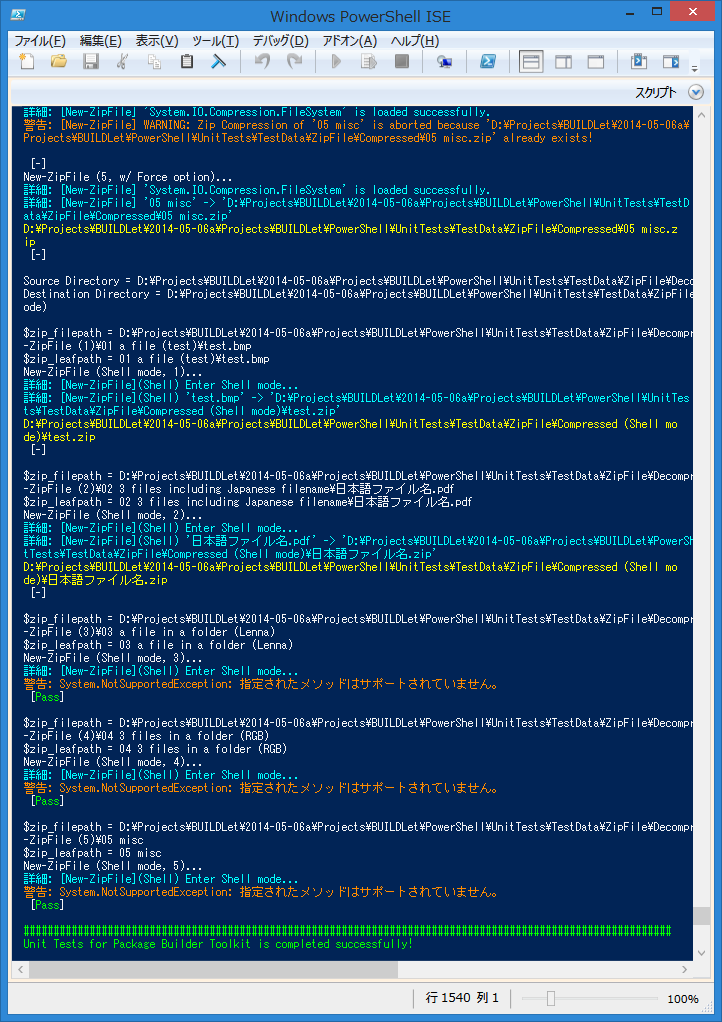 Windows PowerShell ISE
ファイル(F) 編集(E) 表示(V) ツール(T) デバッグ(D) アドオン(A) ヘルプ(H)
スクリプト
詳細: [New-ZipFile] 'System.IO.Compression.FileSystem' is loaded successfully.
警告: [New-ZipFile] WARNING: Zip Compression of '05 misc' is aborted because 'D:¥Projects¥BUILDLet¥2014-05-06a¥
Projects¥BUILDLet¥PowerShell¥UnitTests¥TestData¥ZipFile¥Compressed¥05 misc.zip' already exists!
[-]
New-ZipFile (5, w/ Force option)...
詳細: [New-ZipFile] 'System.IO.Compression.FileSystem' is loaded successfully.
詳細: [New-ZipFile] '05 misc' -> 'D:¥Projects¥BUILDLet¥2014-05-06a¥Projects¥BUILDLet¥PowerShell¥UnitTests¥TestD
ata¥ZipFile¥Compressed¥05 misc.zip'
D:¥Projects¥BUILDLet¥2014-05-06a¥Projects¥BUILDLet¥PowerShell¥UnitTests¥TestData¥ZipFile¥Compressed¥05 misc.z
ip
[-]
Source Directory = D:¥Projects¥BUILDLet¥2014-05-06a¥Projects¥BUILDLet¥PowerShell¥UnitTests¥TestData¥ZipFile¥Deco
Destination Directory = D:¥Projects¥BUILDLet¥2014-05-06a¥Projects¥BUILDLet¥PowerShell¥UnitTests¥TestData¥ZipFile
ode)
$zip_filepath = D:¥Projects¥BUILDLet¥2014-05-06a¥Projects¥BUILDLet¥PowerShell¥UnitTests¥TestData¥ZipFile¥Decompr
-ZipFile (1)¥01 a file (test)¥test.bmp
$zip_leafpath = 01 a file (test)¥test.bmp
New-ZipFile (Shell mode, 1)...
詳細: [New-ZipFile](Shell) Enter Shell mode...
詳細: [New-ZipFile](Shell) 'test.bmp' -> 'D:¥Projects¥BUILDLet¥2014-05-06a¥Projects¥BUILDLet¥PowerShell¥UnitTes
ts¥TestData¥ZipFile¥Compressed (Shell mode)¥test.zip'
D:¥Projects¥BUILDLet¥2014-05-06a¥Projects¥BUILDLet¥PowerShell¥UnitTests¥TestData¥ZipFile¥Compressed (Shell mo
de)¥test.zip
[-]
$zip_filepath = D:¥Projects¥BUILDLet¥2014-05-06a¥Projects¥BUILDLet¥PowerShell¥UnitTests¥TestData¥ZipFile¥Decompr
-ZipFile (2)¥02 3 files including Japanese filename¥日本語ファイル名.pdf
$zip_leafpath = 02 3 files including Japanese filename¥日本語ファイル名.pdf
New-ZipFile (Shell mode, 2)...
詳細: [New-ZipFile](Shell) Enter Shell mode...
詳細: [New-ZipFile](Shell) '日本語ファイル名.pdf' -> 'D:¥Projects¥BUILDLet¥2014-05-06a¥Projects¥BUILDLet¥PowerSh
tTests¥TestData¥ZipFile¥Compressed (Shell mode)¥日本語ファイル名.zip'
D:¥Projects¥BUILDLet¥2014-05-06a¥Projects¥BUILDLet¥PowerShell¥UnitTests¥TestData¥ZipFile¥Compressed (Shell mo
de)¥日本語ファイル名.zip
[-]
$zip_filepath = D:¥Projects¥BUILDLet¥2014-05-06a¥Projects¥BUILDLet¥PowerShell¥UnitTests¥TestData¥ZipFile¥Decompr
-ZipFile (3)¥03 a file in a folder (Lenna)
$zip_leafpath = 03 a file in a folder (Lenna)
New-ZipFile (Shell mode, 3)...
詳細: [New-ZipFile](Shell) Enter Shell mode...
警告: System.NotSupportedException: 指定されたメソッドはサポートされていません。
[Pass]
$zip_filepath = D:¥Projects¥BUILDLet¥2014-05-06a¥Projects¥BUILDLet¥PowerShell¥UnitTests¥TestData¥ZipFile¥Decompr
-ZipFile (4)¥04 3 files in a folder (RGB)
$zip_leafpath = 04 3 files in a folder (RGB)
New-ZipFile (Shell mode, 4)...
詳細: [New-ZipFile](Shell) Enter Shell mode...
警告: System.NotSupportedException: 指定されたメソッドはサポートされていません。
[Pass]
$zip_filepath = D:¥Projects¥BUILDLet¥2014-05-06a¥Projects¥BUILDLet¥PowerShell¥UnitTests¥TestData¥ZipFile¥Decompr
-ZipFile (5)¥05 misc
$zip_leafpath = 05 misc
New-ZipFile (Shell mode, 5)...
詳細: [New-ZipFile](Shell) Enter Shell mode...
警告: System.NotSupportedException: 指定されたメソッドはサポートされていません。
[Pass]
############################################################################################################
Unit Tests for Package Builder Toolkit is completed successfully!
行 1540 列 1 100%